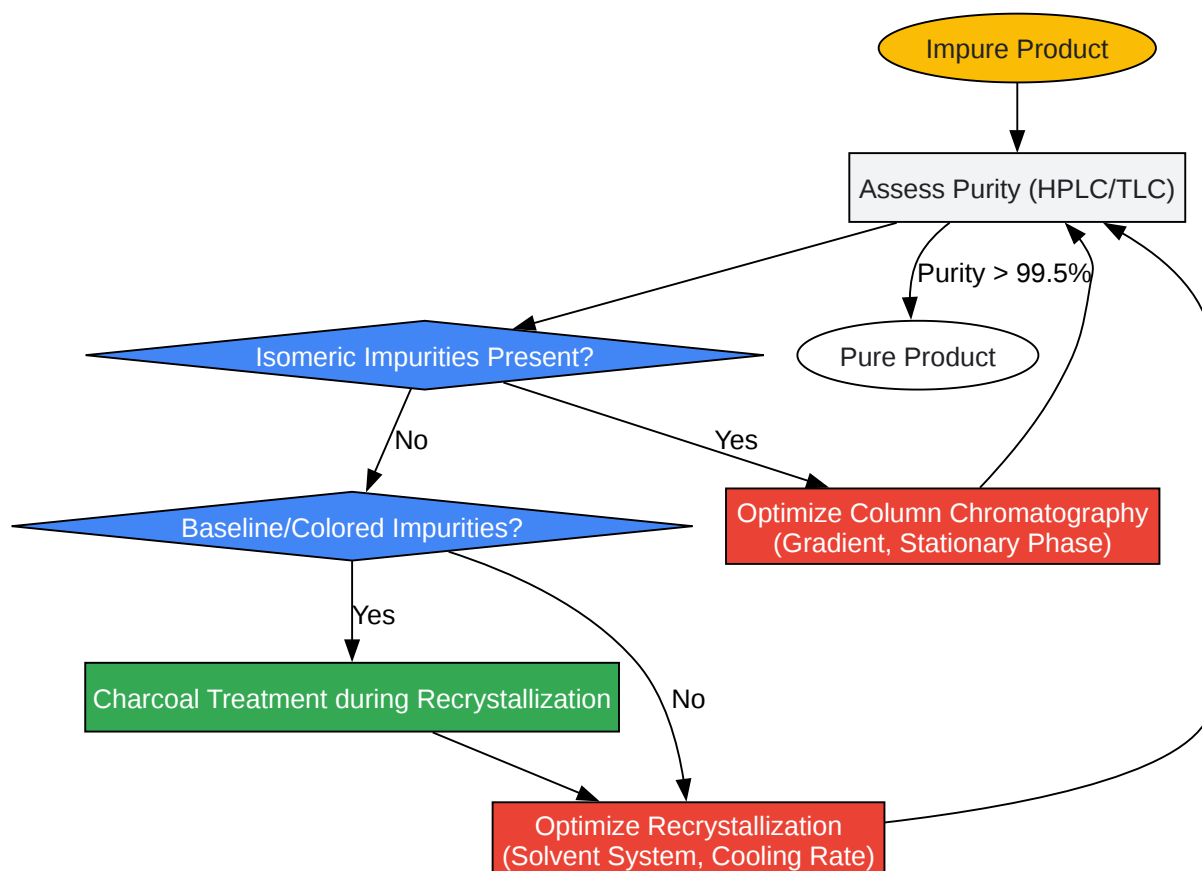 Impure Product
Assess Purity (HPLC/TLC)
Purity > 99.5%
Isomeric Impurities Present?
Pure Product
No
Yes
Optimize Column Chromatography
(Gradient, Stationary Phase)
Baseline/Colored Impurities?
Yes
No
Charcoal Treatment during Recrystallization
Optimize Recrystallization
(Solvent System, Cooling Rate)